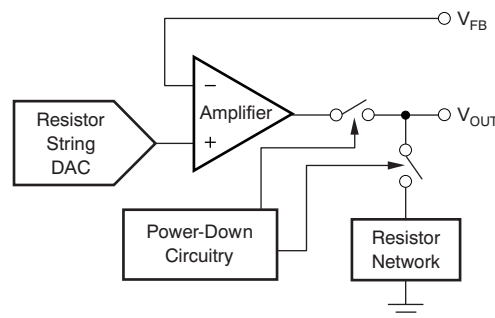 V_FB
−
Amplifier
+
Resistor
String
DAC
V_OUT
Power-Down
Circuitry
Resistor
Network